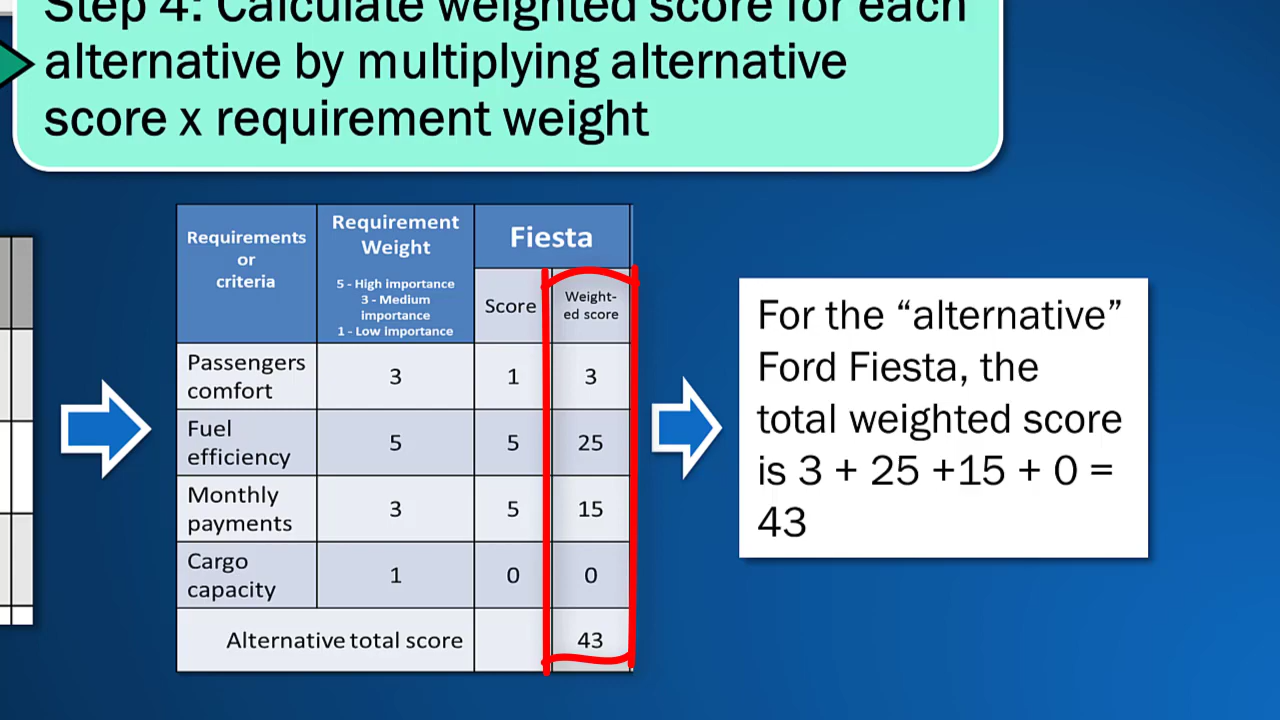 Step 4: Calculate weighted score for each
alternative by multiplying alternative
score x requirement weight
Requirements
or
criteria
Requirement
Weight
5 - High importance
3 - Medium
importance
1 - Low importance
Fiesta
Score
Weight-
ed score
Passengers
comfort
3
1
3
Fuel
efficiency
5
5
25
Monthly
payments
3
5
15
Cargo
capacity
1
0
0
Alternative total score
43
For the “alternative”
Ford Fiesta, the
total weighted score
is 3 + 25 +15 + 0 =
43